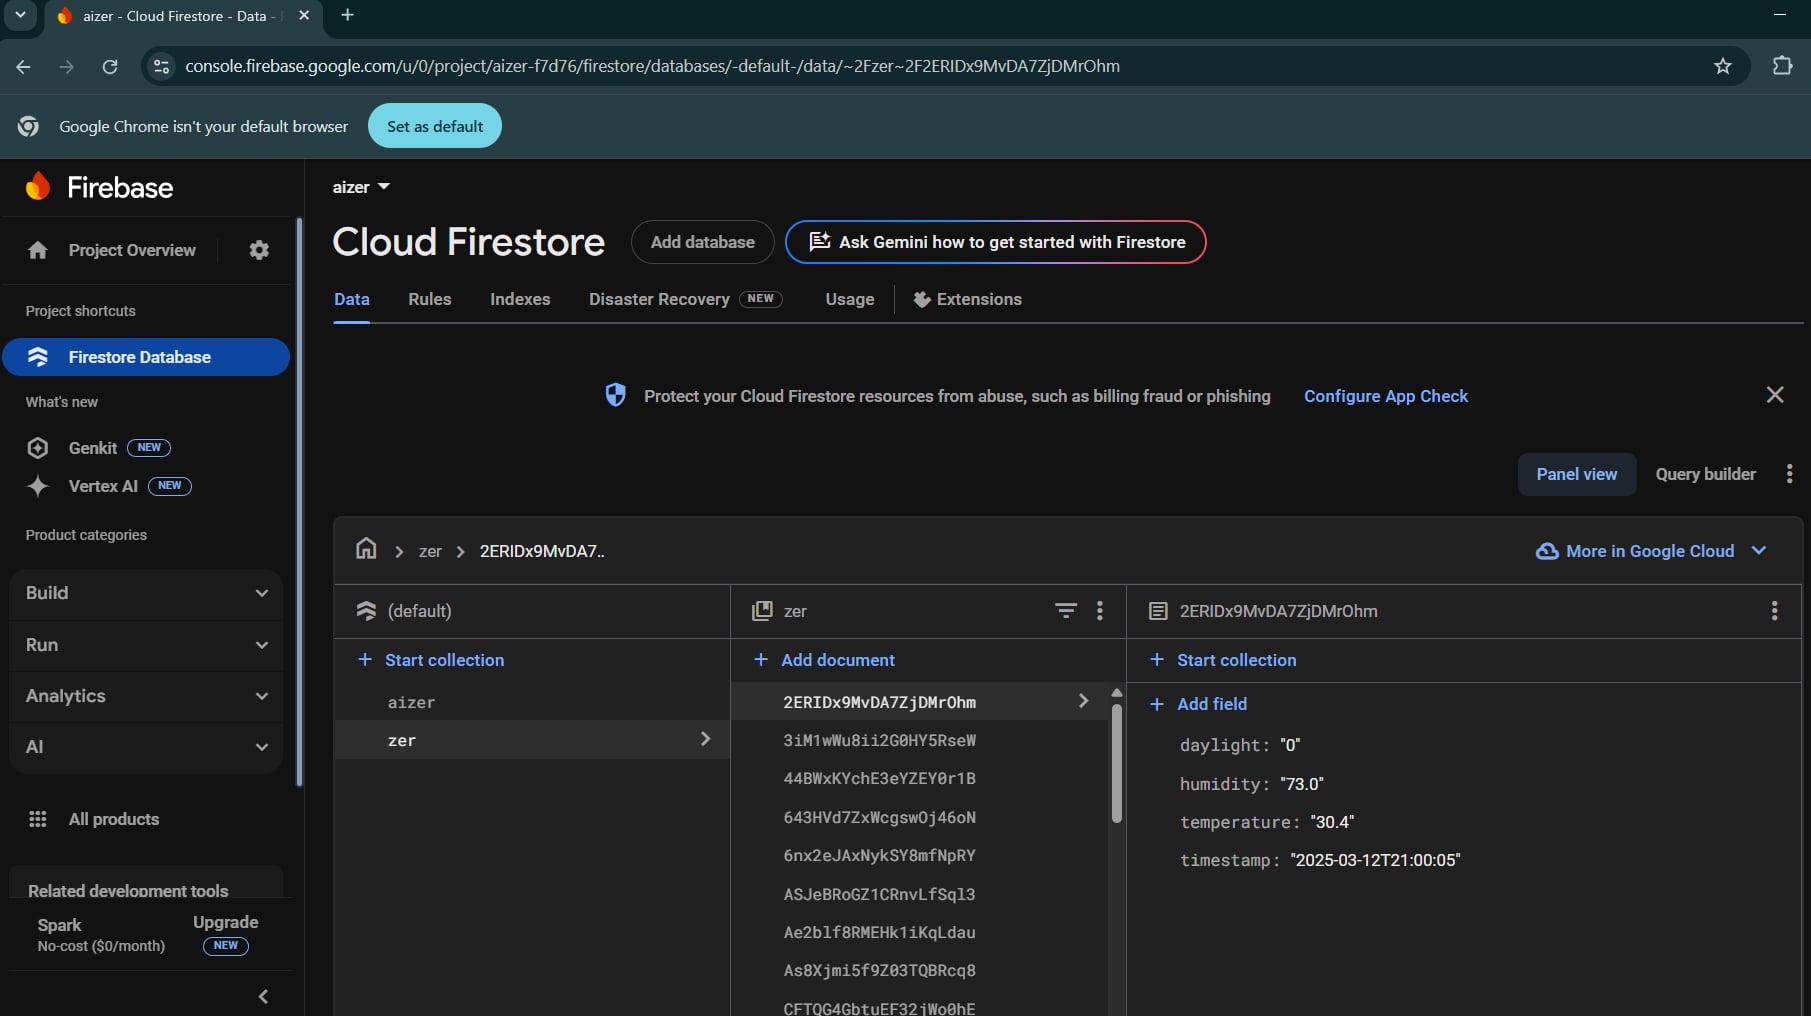 aizer - Cloud Firestore - Data -
console.firebase.google.com/u/0/project/aizer-f7d76/firestore/databases/-default-/data/~2Fzer~2F2ERIDx9MvDA7ZjDMrOhm
Google Chrome isn't your default browser
Set as default
Firebase
Project Overview
Project shortcuts
Firestore Database
What's new
Genkit NEW
Vertex AI NEW
Product categories
Build
Run
Analytics
AI
All products
Related development tools
Spark
No-cost ($0/month)
Upgrade
NEW
aizer
Cloud Firestore
Add database
Ask Gemini how to get started with Firestore
Data Rules Indexes Disaster Recovery NEW Usage Extensions
Protect your Cloud Firestore resources from abuse, such as billing fraud or phishing Configure App Check
Panel view Query builder
zer 2ERIDx9MvDA7..
More in Google Cloud
(default)
Start collection
aizer
zer
zer
Add document
2ERIDx9MvDA7ZjDMrOhm
3iM1wWu8ii2G0HY5RseW
44BWxKYchE3eYZEY0r1B
643HVd7ZxWcgswOj46oN
6nx2eJAxNykSY8mfNpRY
ASJeBRoGZ1CRnvLfSql3
Ae2blf8RMEHk1iKqLdau
As8Xjmi5f9Z03TQBRcq8
CFTQG4GbtuEF32jWo0hE
2ERIDx9MvDA7ZjDMrOhm
Start collection
Add field
daylight: "0"
humidity: "73.0"
temperature: "30.4"
timestamp: "2025-03-12T21:00:05"